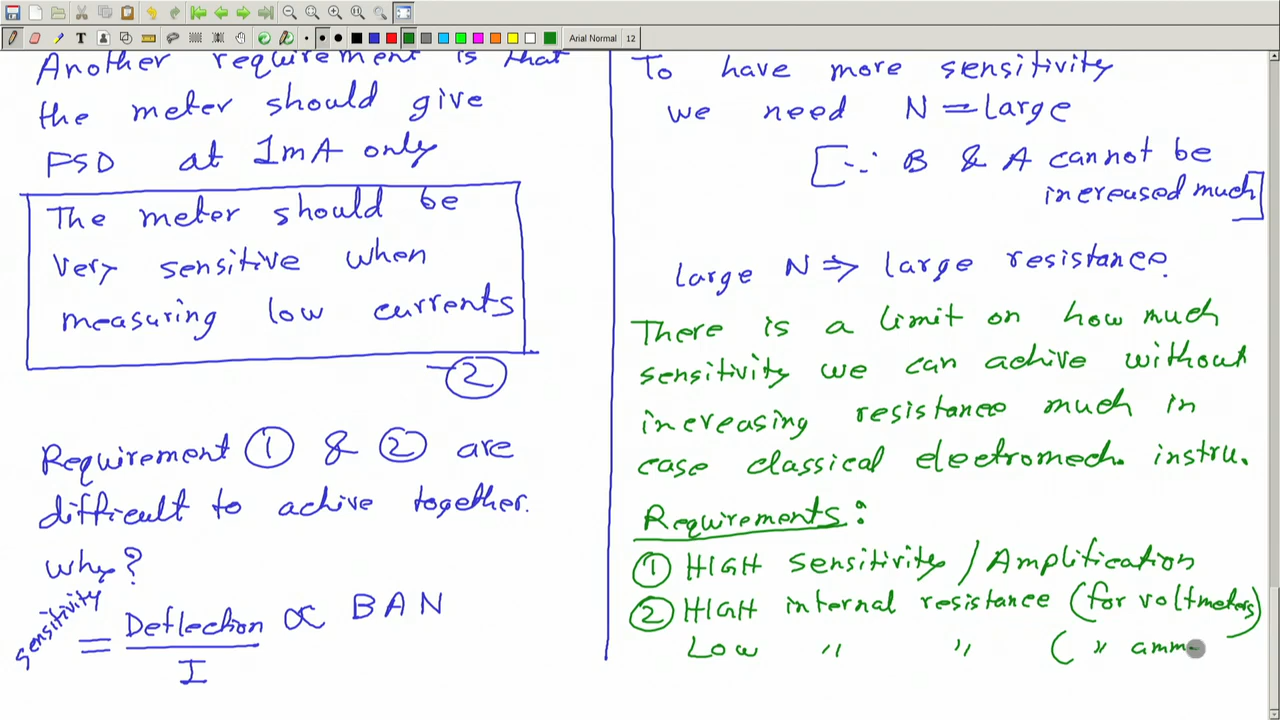 Arial Normal 12
Another requirement is that
the meter should give
FSD at 1mA only
The meter should be
very sensitive when
measuring low currents
2
Requirement 1 & 2 are
difficult to achive together.
Why?
sensitivity = Deflection / I ∝ BAN
To have more sensitivity
we need N = large
[∵ B & A cannot be
increased much]
large N ⇒ large resistance.
There is a limit on how much
sensitivity we can achive without
increasing resistance much in
case classical electromech. instru.
Requirements:
1 HIGH sensitivity / Amplification
2 HIGH internal resistance (for voltmeters)
Low " " ( " amm